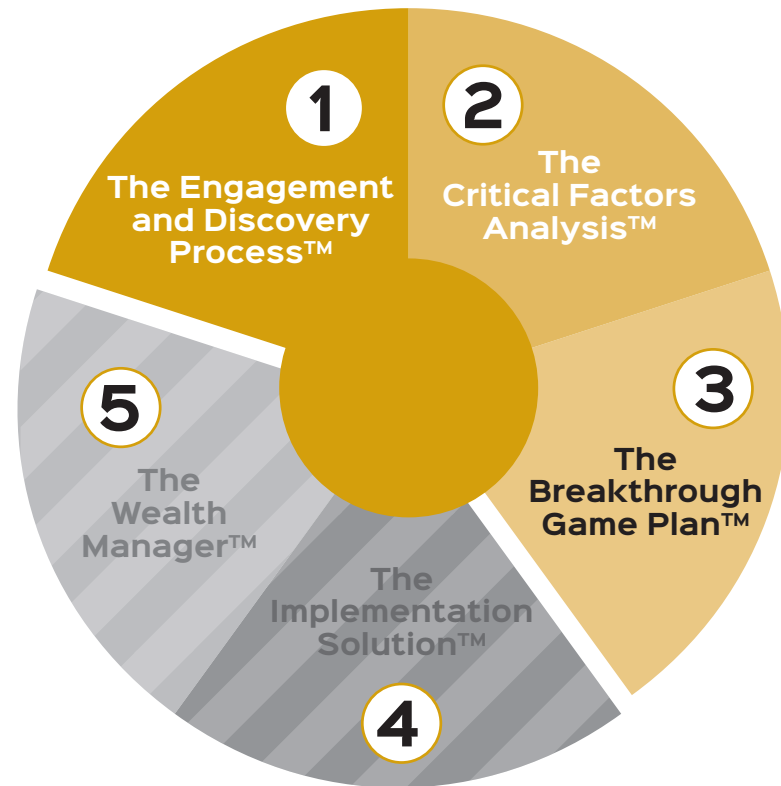 1
The Engagement
and Discovery
Process™
2
The
Critical Factors
Analysis™
3
The
Breakthrough
Game Plan™
4
The
Implementation
Solution™
5
The
Wealth
Manager™